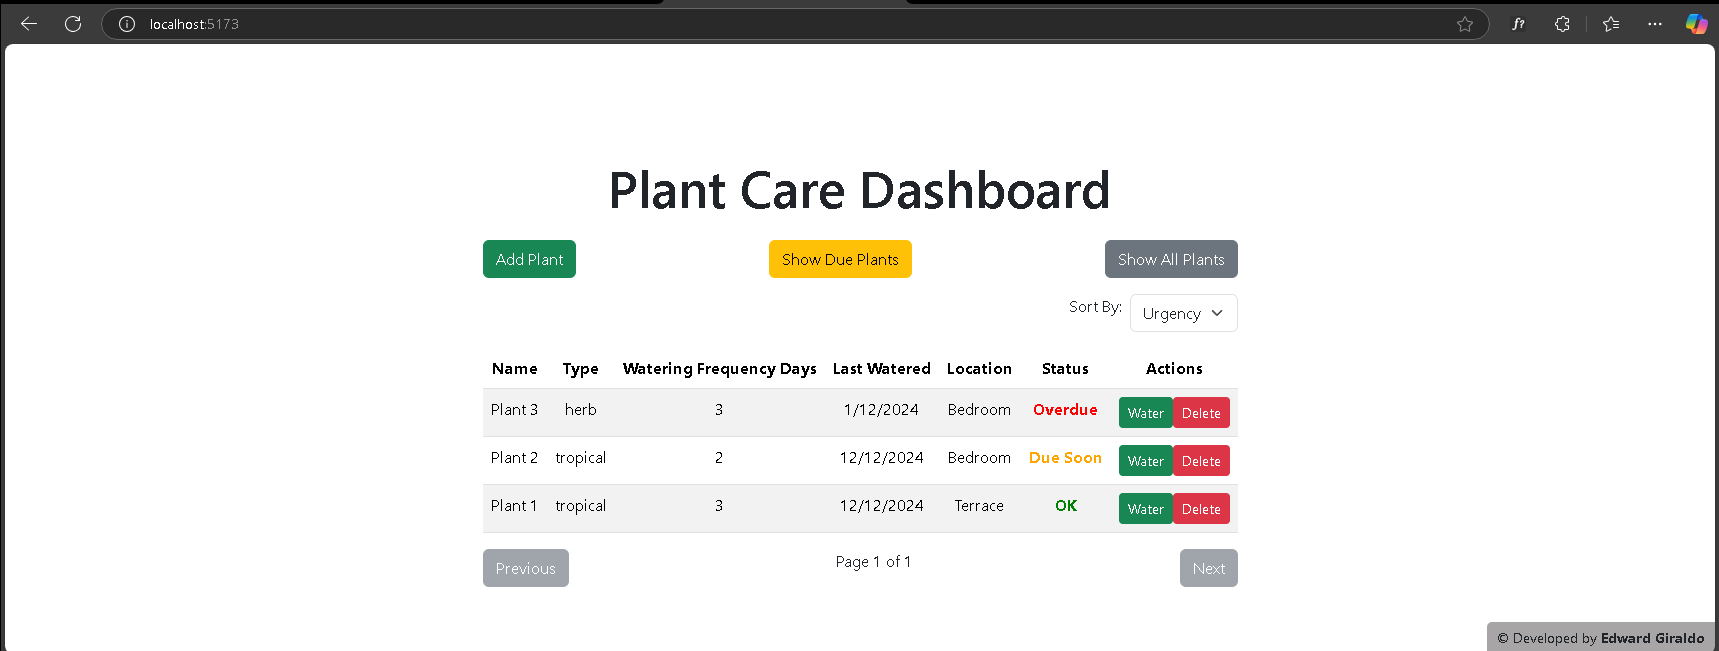 localhost:5173
Plant Care Dashboard
Add Plant Show Due Plants Show All Plants
Sort By: Urgency
Name Type Watering Frequency Days Last Watered Location Status Actions
Plant 3 herb 3 1/12/2024 Bedroom Overdue Water Delete
Plant 2 tropical 2 12/12/2024 Bedroom Due Soon Water Delete
Plant 1 tropical 3 12/12/2024 Terrace OK Water Delete
Previous Page 1 of 1 Next
© Developed by Edward Giraldo